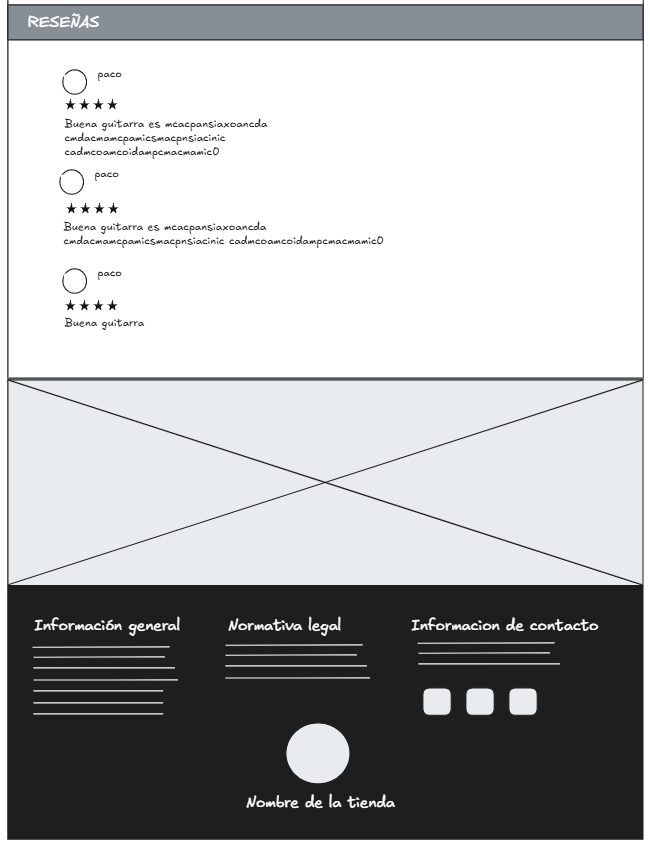 RESEÑAS
paco
★★★★
Buena guitarra es mcacpansiaxoancda
cmdacmamcpamicsmacpnsiacinic
cadmcoamcoidampcmacmamic0
paco
★★★★
Buena guitarra es mcacpansiaxoancda
cmdacmamcpamicsmacpnsiacinic cadmcoamcoidampcmacmamic0
paco
★★★★
Buena guitarra
Información general
Normativa legal
Informacion de contacto
Nombre de la tienda